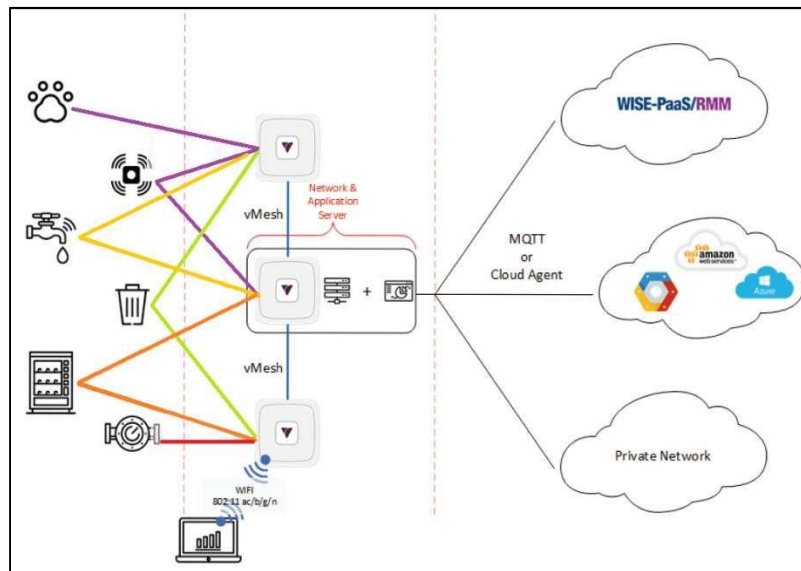 WISE-PaaS/RMM
Network &
Application
Server
vMesh
MQTT
or
Cloud Agent
amazon
web services™
Azure
vMesh
Private Network
WIFI
802.11 ac/b/g/n